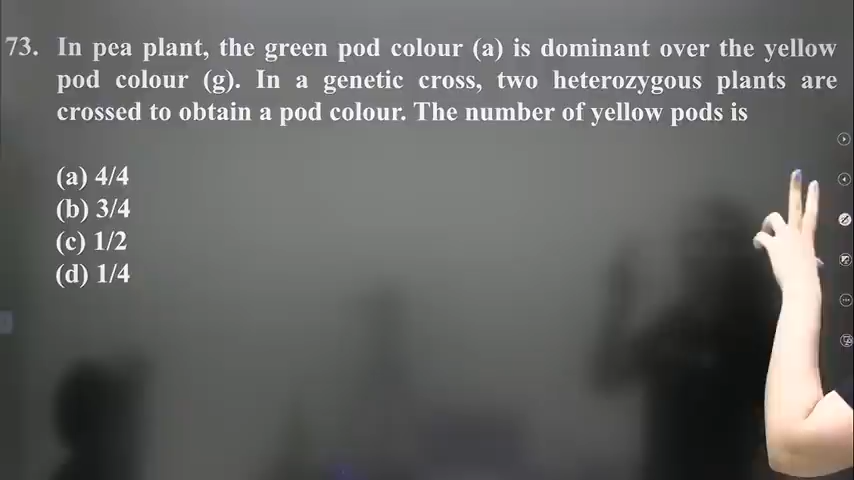 73. In pea plant, the green pod colour (a) is dominant over the yellow
pod colour (g). In a genetic cross, two heterozygous plants are
crossed to obtain a pod colour. The number of yellow pods is
(a) 4/4
(b) 3/4
(c) 1/2
(d) 1/4